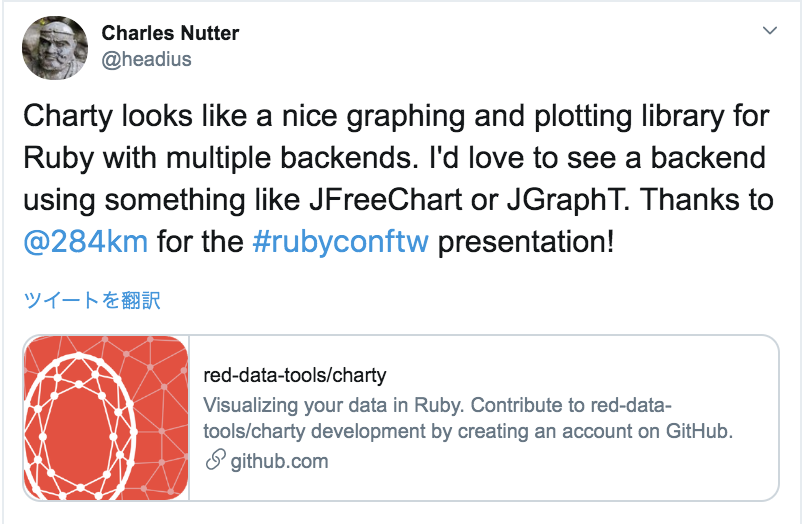 Charles Nutter
@headius
Charty looks like a nice graphing and plotting library for
Ruby with multiple backends. I'd love to see a backend
using something like JFreeChart or JGraphT. Thanks to
@284km for the #rubyconftw presentation!
ツイートを翻訳
red-data-tools/charty
Visualizing your data in Ruby. Contribute to red-data-
tools/charty development by creating an account on GitHub.
github.com